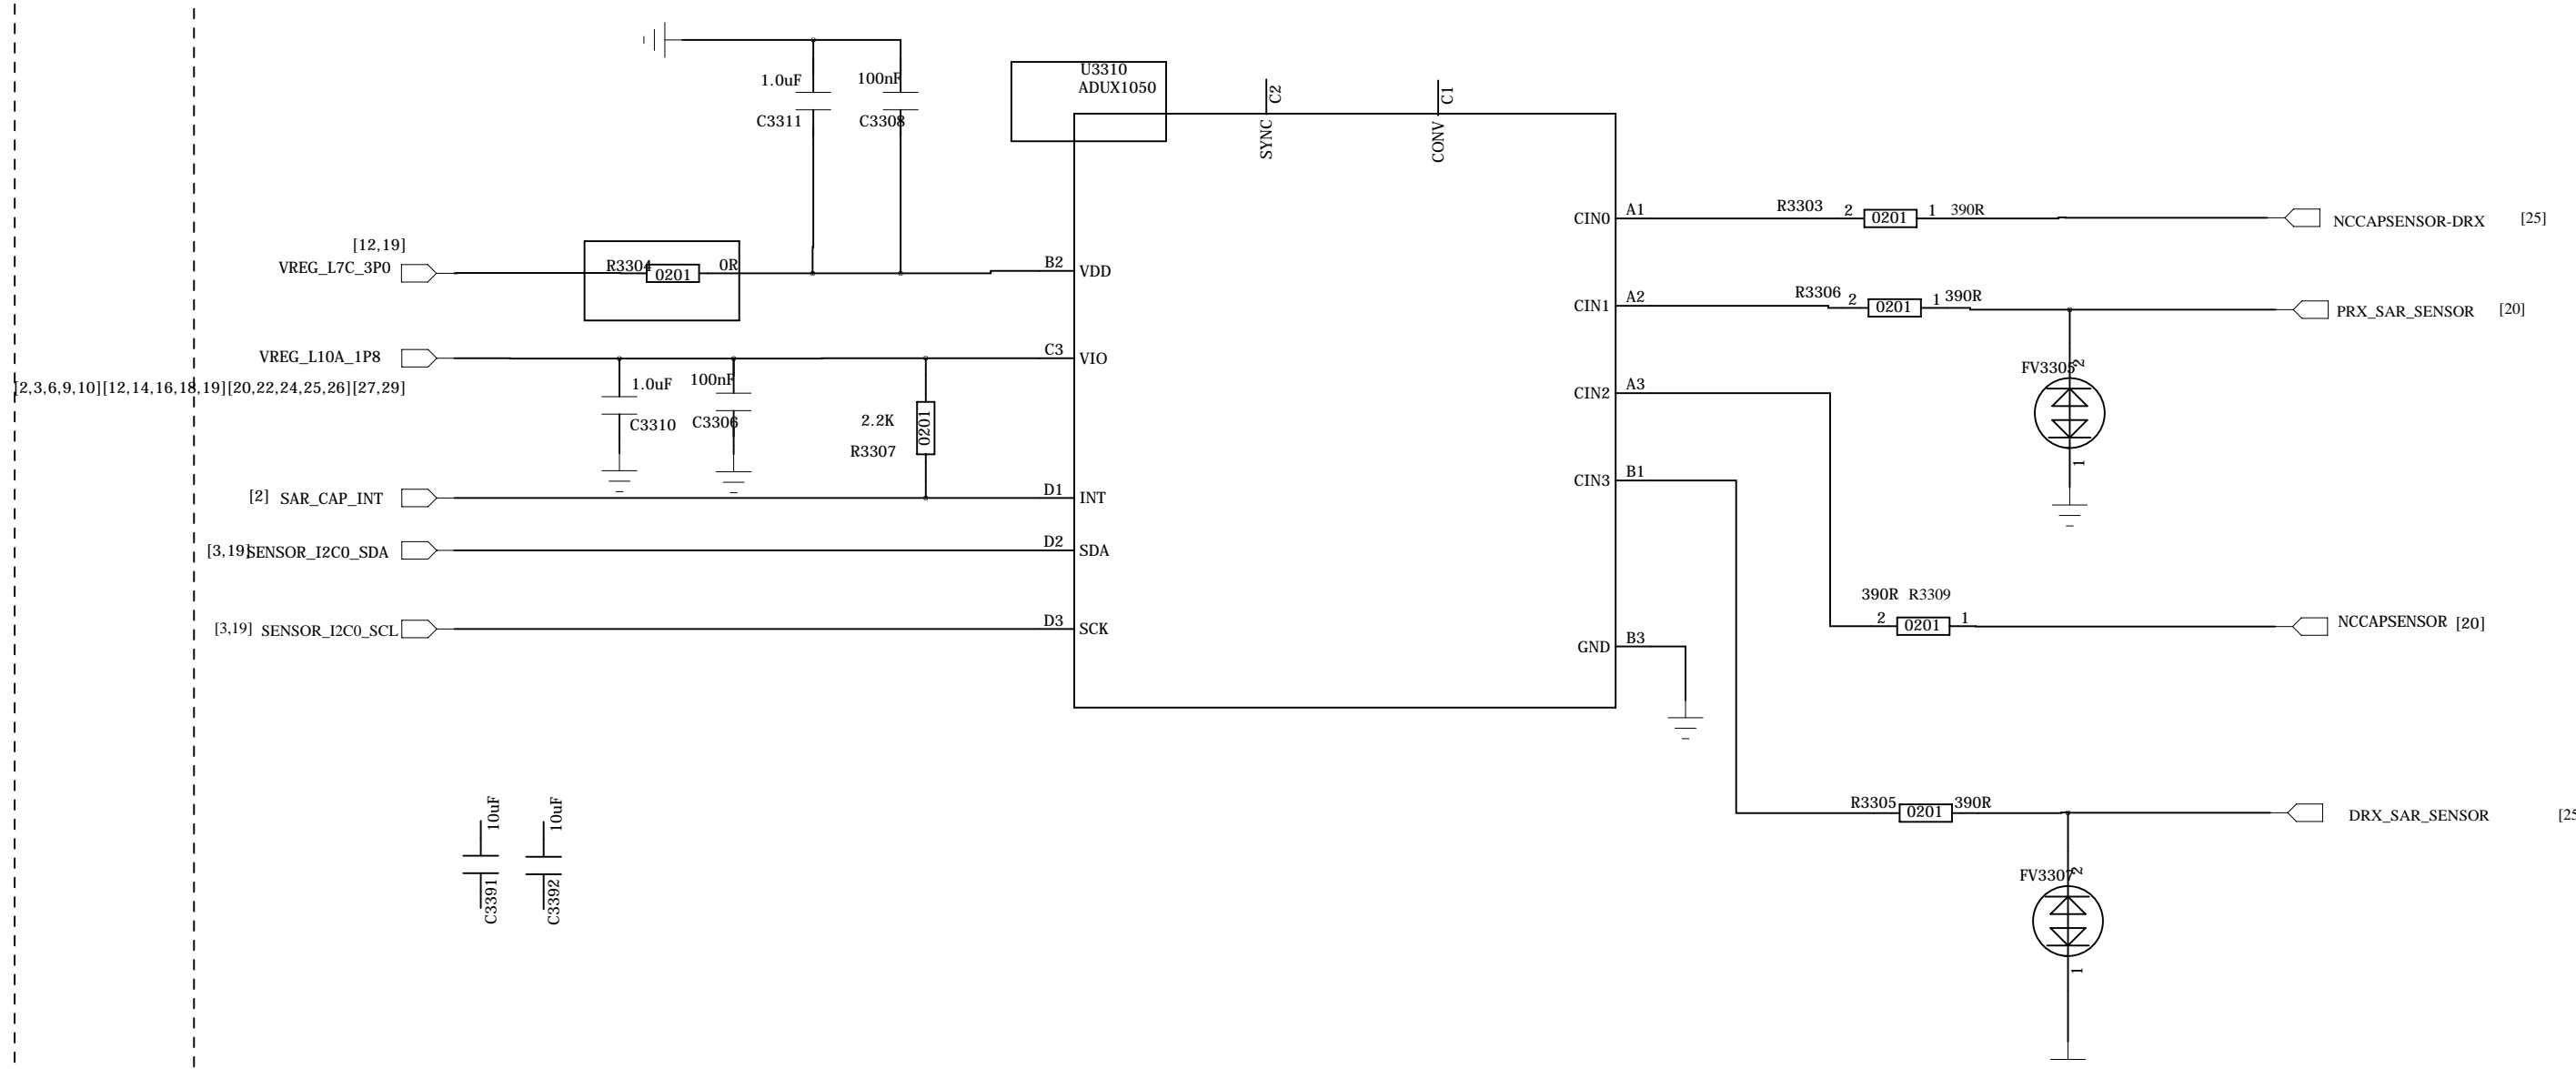 U3310
ADUX1050
1.0uF
100nF
C3311
C3308
C2
C1
SYNC
CONV
[12,19]
VREG_L7C_3P0
R3304
0201
0R
B2
VDD
VREG_L10A_1P8
C3
VIO
[2,3,6,9,10][12,14,16,18,19][20,22,24,25,26][27,29]
1.0uF
100nF
C3310
C3306
2.2K
R3307
0201
[2]
SAR_CAP_INT
D1
INT
[3,19]
SENSOR_I2C0_SDA
D2
SDA
[3,19]
SENSOR_I2C0_SCL
D3
SCK
CIN0
A1
R3303
2
0201
1
390R
NCCAPSENSOR-DRX
[25]
CIN1
A2
R3306
2
0201
1
390R
PRX_SAR_SENSOR
[20]
FV3305
2
1
CIN2
A3
CIN3
B1
390R R3309
2
0201
1
NCCAPSENSOR
[20]
GND
B3
R3305
0201
390R
DRX_SAR_SENSOR
FV3307
2
1
10uF
C3391
10uF
C3392